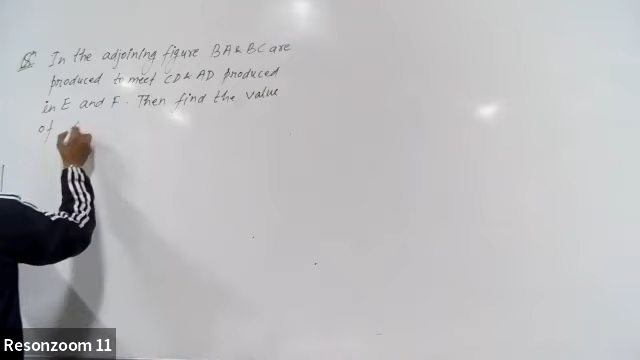 In the adjoining figure BA & BC are
produced to meet CD & AD produced
in E and F. Then find the value
of
Resonzoom 11